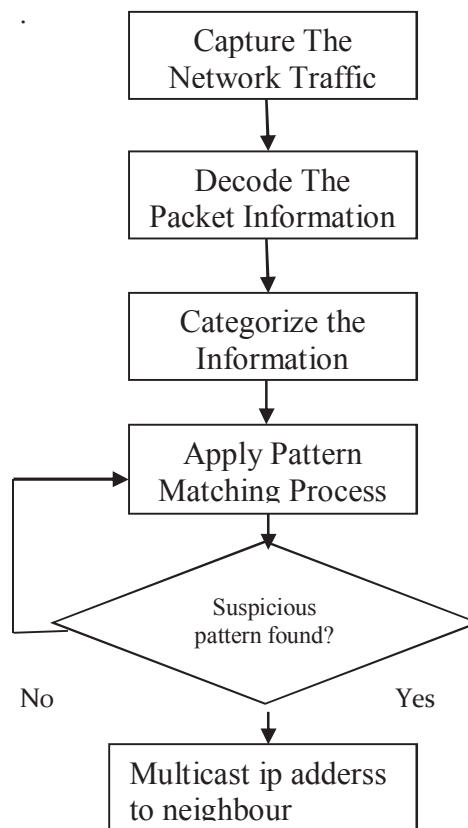 .
Capture The
Network Traffic
Decode The
Packet Information
Categorize the
Information
Apply Pattern
Matching Process
Suspicious
pattern found?
No
Yes
Multicast ip aderss
to neighbour